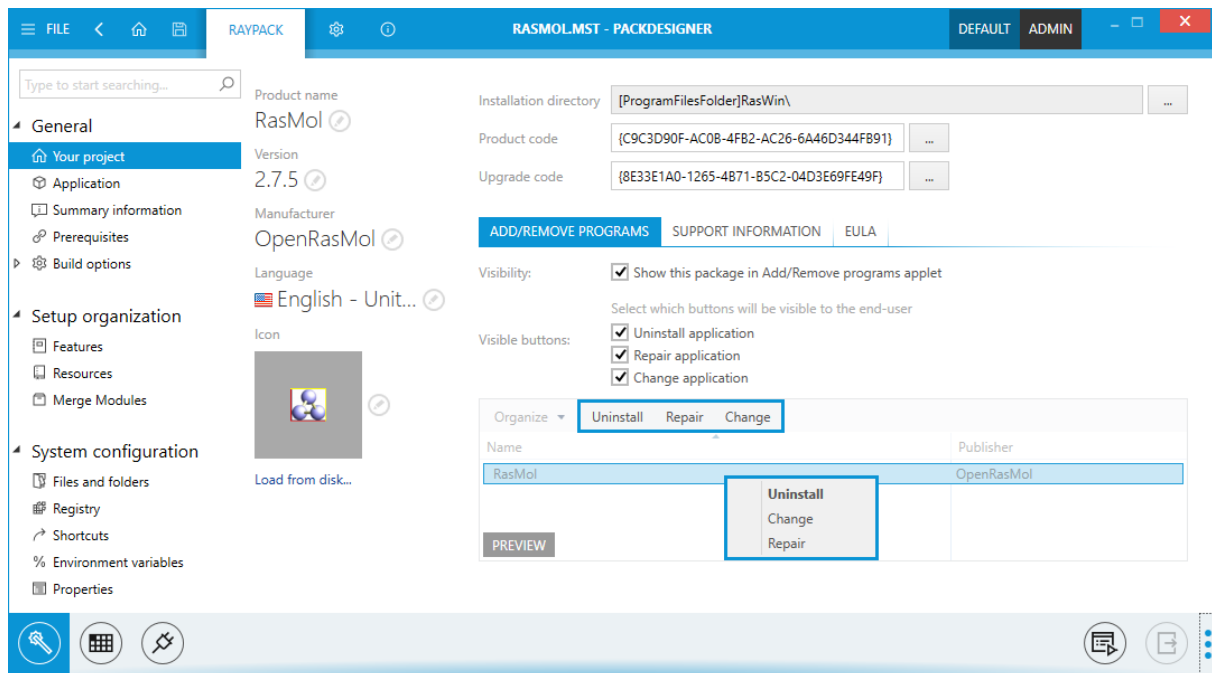 FILE
RAYPACK
RASMOL.MST - PACKDESIGNER
DEFAULT
ADMIN
Type to start searching...
General
Your project
Application
Summary information
Prerequisites
Build options
Setup organization
Features
Resources
Merge Modules
System configuration
Files and folders
Registry
Shortcuts
% Environment variables
Properties
Product name
RasMol
Version
2.7.5
Manufacturer
OpenRasMol
Language
English - Unit...
Icon
Load from disk...
Installation directory [ProgramFilesFolder]RasWin\ ...
Product code {C9C3D90F-AC0B-4FB2-AC26-6A46D344FB91} ...
Upgrade code {8E33E1A0-1265-4B71-B5C2-04D3E69FE49F} ...
ADD/REMOVE PROGRAMS SUPPORT INFORMATION EULA
Visibility: Show this package in Add/Remove programs applet
Select which buttons will be visible to the end-user
Visible buttons: Uninstall application
Repair application
Change application
Organize Uninstall Repair Change
Name Publisher
RasMol OpenRasMol
Uninstall
Change
Repair
PREVIEW